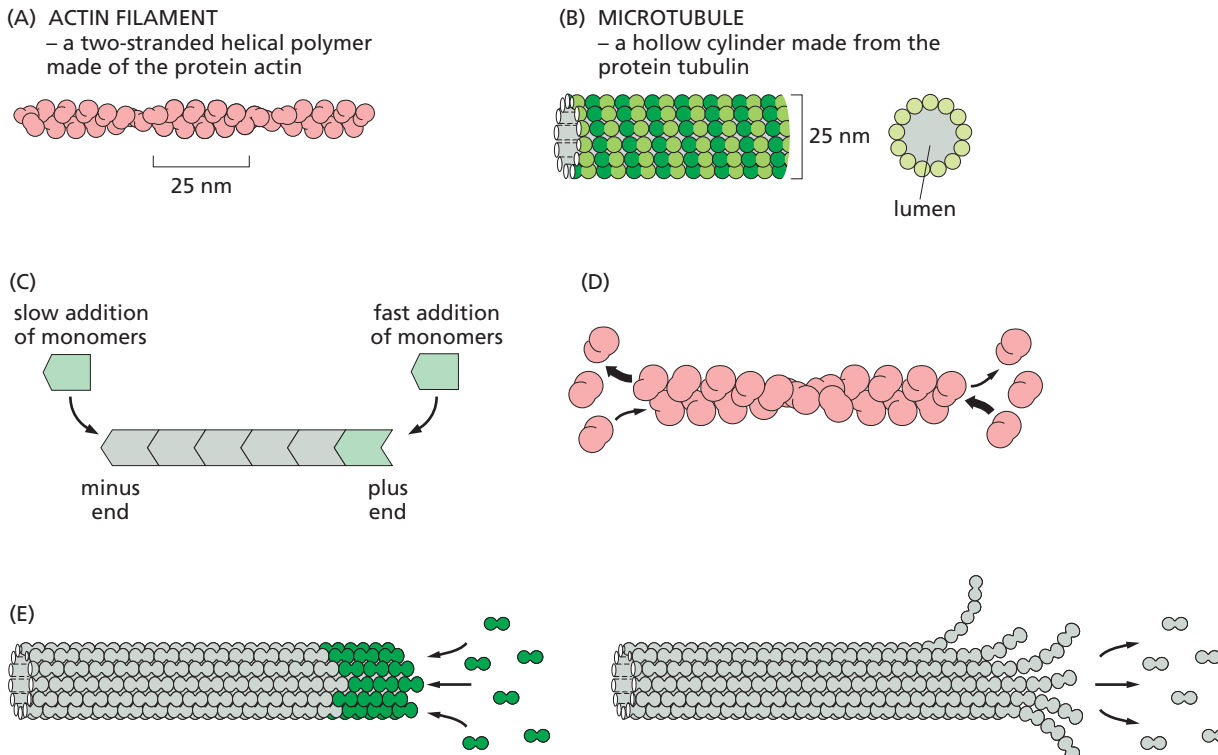 (A) ACTIN FILAMENT
– a two-stranded helical polymer
made of the protein actin
25 nm
(B) MICROTUBULE
– a hollow cylinder made from the
protein tubulin
25 nm
lumen
(C)
slow addition
of monomers
fast addition
of monomers
minus
end
plus
end
(D)
(E)